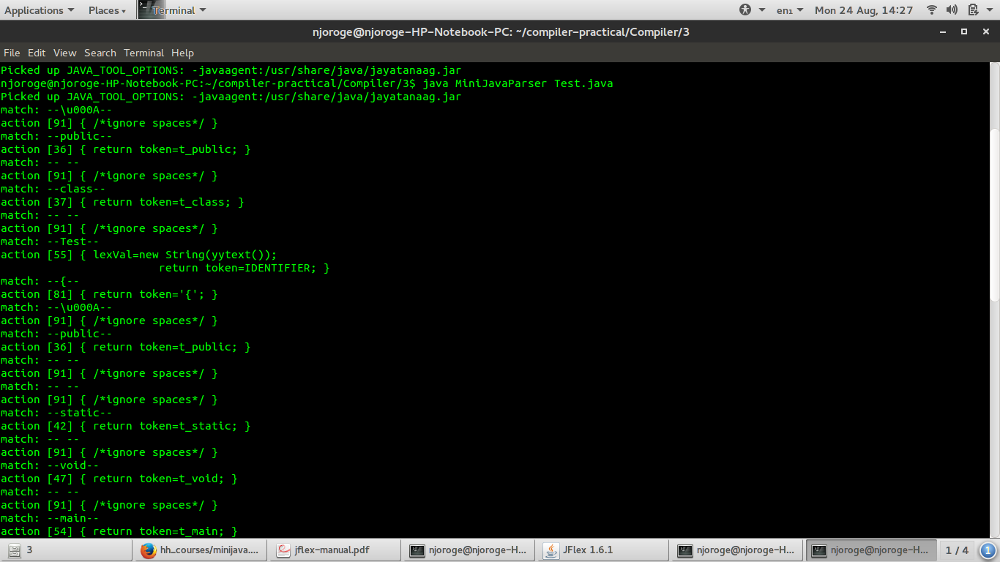 Applications Places Terminal en₁ Mon 24 Aug, 14:27
njoroge@njoroge-HP-Notebook-PC: ~/compiler-practical/Compiler/3
File Edit View Search Terminal Help
Picked up JAVA_TOOL_OPTIONS: -javaagent:/usr/share/java/jayatanaag.jar
njoroge@njoroge-HP-Notebook-PC:~/compiler-practical/Compiler/3$ java MiniJavaParser Test.java
Picked up JAVA_TOOL_OPTIONS: -javaagent:/usr/share/java/jayatanaag.jar
match: --\u000A--
action [91] { /*ignore spaces*/ }
match: --public--
action [36] { return token=t_public; }
match: -- --
action [91] { /*ignore spaces*/ }
match: --class--
action [37] { return token=t_class; }
match: -- --
action [91] { /*ignore spaces*/ }
match: --Test--
action [55] { lexVal=new String(yytext());
return token=IDENTIFIER; }
match: --{--
action [81] { return token='{'; }
match: --\u000A--
action [91] { /*ignore spaces*/ }
match: --public--
action [36] { return token=t_public; }
match: -- --
action [91] { /*ignore spaces*/ }
match: -- --
action [91] { /*ignore spaces*/ }
match: --static--
action [42] { return token=t_static; }
match: -- --
action [91] { /*ignore spaces*/ }
match: --void--
action [47] { return token=t_void; }
match: -- --
action [91] { /*ignore spaces*/ }
match: --main--
action [54] { return token=t_main; }
3 hh_courses/minijava.... jflex-manual.pdf njoroge@njoroge-H... JFlex 1.6.1 njoroge@njoroge-H... njoroge@njoroge-H... 1 / 4 1